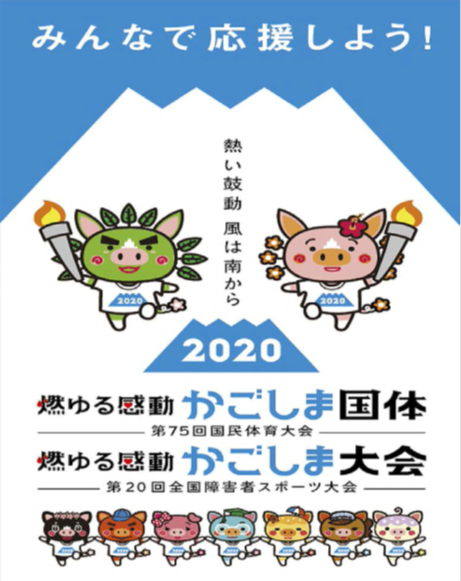 みんなで応援しよう!
熱い鼓動 風は南から
2020
2020
2020
燃ゆる感動 かごしま国体
第75回国民体育大会
燃ゆる感動 かごしま大会
第20回全国障害者スポーツ大会